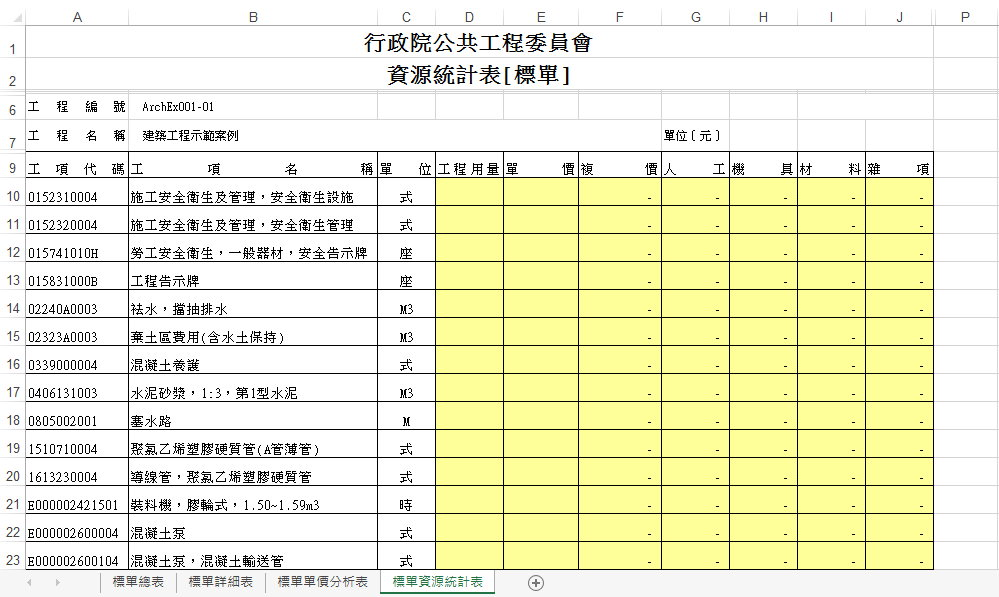 A B C D E F G H I J P
1 行政院公共工程委員會
2 資源統計表[標單]
6 工程編號 ArchEx001-01
7 工程名稱 建築工程示範案例 單位〔元〕
9 工項代碼 工項名稱 單位 工程用量 單價 複價 人工 機具 材料 雜項
10 0152310004 施工安全衛生及管理，安全衛生設施 式 - - - - -
11 0152320004 施工安全衛生及管理，安全衛生管理 式 - - - - -
12 015741010H 勞工安全衛生，一般器材，安全告示牌 座 - - - - -
13 015831000B 工程告示牌 座 - - - - -
14 02240A0003 袪水，擋抽排水 M3 - - - - -
15 02323A0003 棄土區費用(含水土保持) M3 - - - - -
16 0339000004 混凝土養護 式 - - - - -
17 0406131003 水泥砂漿，1:3，第1型水泥 M3 - - - - -
18 0805002001 塞水路 M - - - - -
19 1510710004 聚氯乙烯塑膠硬質管(A管薄管) 式 - - - - -
20 1613230004 導線管，聚氯乙烯塑膠硬質管 式 - - - - -
21 E000002421501 裝料機，膠輪式，1.50~1.59m3 時 - - - - -
22 E000002600004 混凝土泵 式 - - - - -
23 E000002600104 混凝土泵，混凝土輸送管 式 - - - - -
標單總表 標單詳細表 標單單價分析表 標單資源統計表